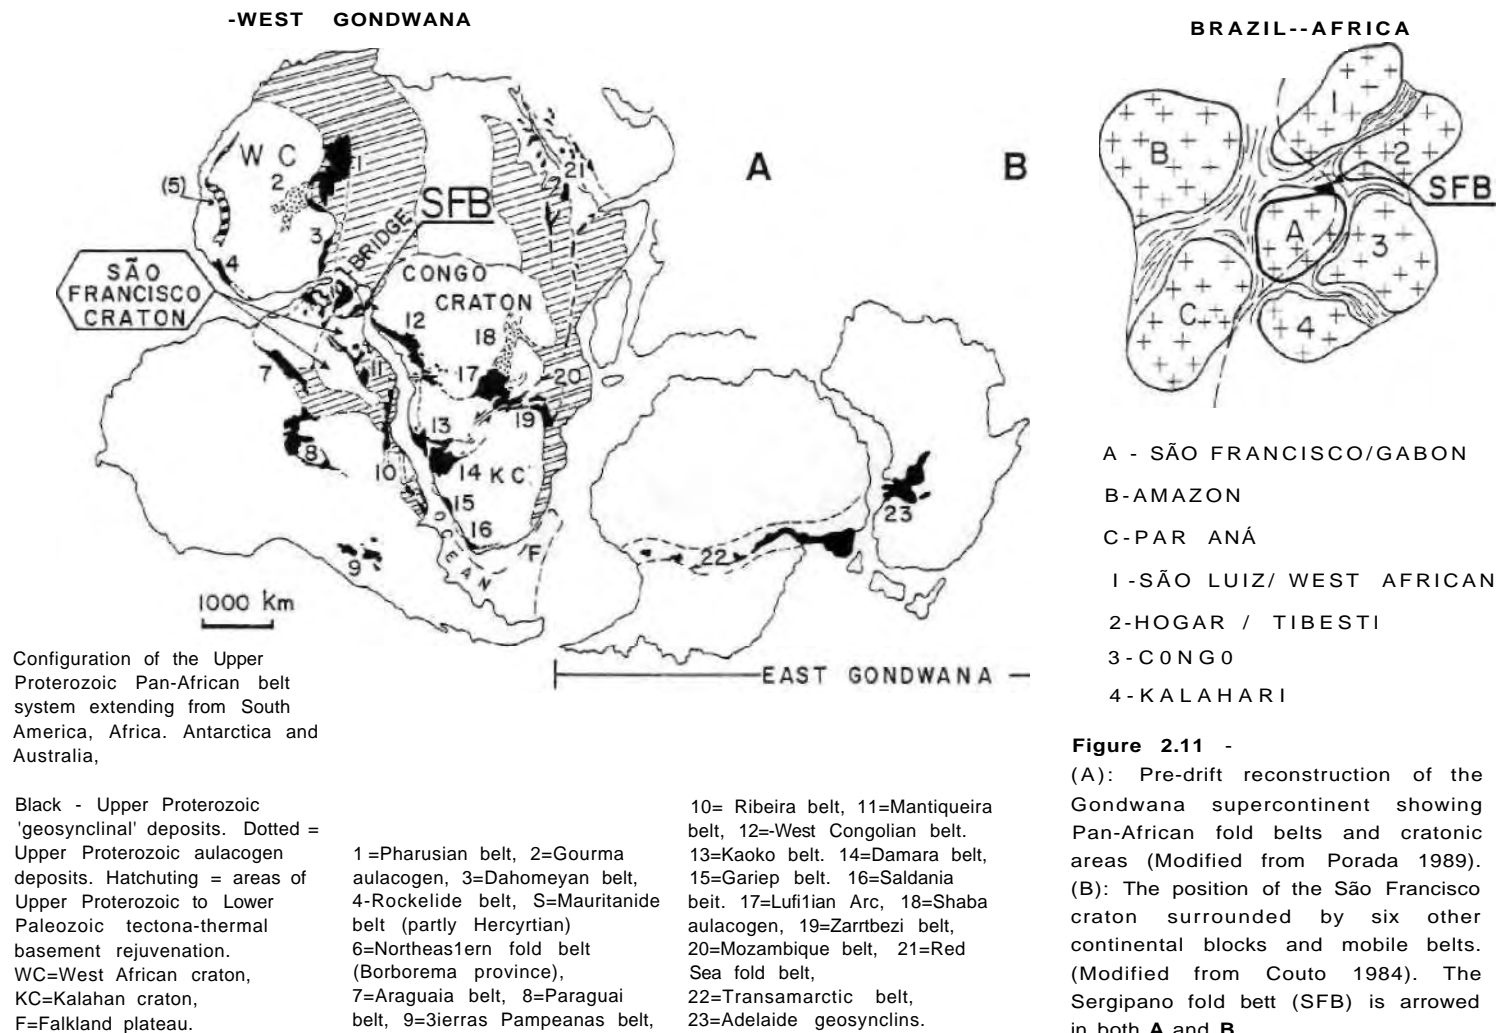 -WEST GONDWANA
BRAZIL--AFRICA
A
B
W C
1
2
(5)
3
4
SFB
BRIDGE
SÃO
FRANCISCO
CRATON
CONGO
CRATON
21
12
18
11
17
20
7
13
19
8
10
14 KC
15
16
OCEAN
F
9
22
23
1000 Km
EAST GONDWANA
B
1
2
SFB
A
3
C
4
A - SÃO FRANCISCO/GABON
B-AMAZON
C-PAR ANÁ
I -SÃO LUIZ/ WEST AFRICAN
2-HOGAR / TIBESTI
3-C0NG0
4-KALAHARI
Configuration of the Upper
Proterozoic Pan-African belt
system extending from South
America, Africa. Antarctica and
Australia,
Black - Upper Proterozoic
'geosynclinal' deposits. Dotted =
Upper Proterozoic aulacogen
deposits. Hatchuting = areas of
Upper Proterozoic to Lower
Paleozoic tectona-thermal
basement rejuvenation.
WC=West African craton,
KC=Kalahan craton,
F=Falkland plateau.
1=Pharusian belt, 2=Gourma
aulacogen, 3=Dahomeyan belt,
4-Rockelide belt, S=Mauritanide
belt (partly Hercyrtian)
6=Northeas1ern fold belt
(Borborema province),
7=Araguaia belt, 8=Paraguai
belt, 9=3ierras Pampeanas belt,
10= Ribeira belt, 11=Mantiqueira
belt, 12=-West Congolian belt.
13=Kaoko belt. 14=Damara belt,
15=Gariep belt. 16=Saldania
beit. 17=Lufi1ian Arc, 18=Shaba
aulacogen, 19=Zarrtbezi belt,
20=Mozambique belt, 21=Red
Sea fold belt,
22=Transamarctic belt,
23=Adelaide geosynclins.
Figure 2.11 -
(A): Pre-drift reconstruction of the
Gondwana supercontinent showing
Pan-African fold belts and cratonic
areas (Modified from Porada 1989).
(B): The position of the São Francisco
craton surrounded by six other
continental blocks and mobile belts.
(Modified from Couto 1984). The
Sergipano fold bett (SFB) is arrowed
in both A and B